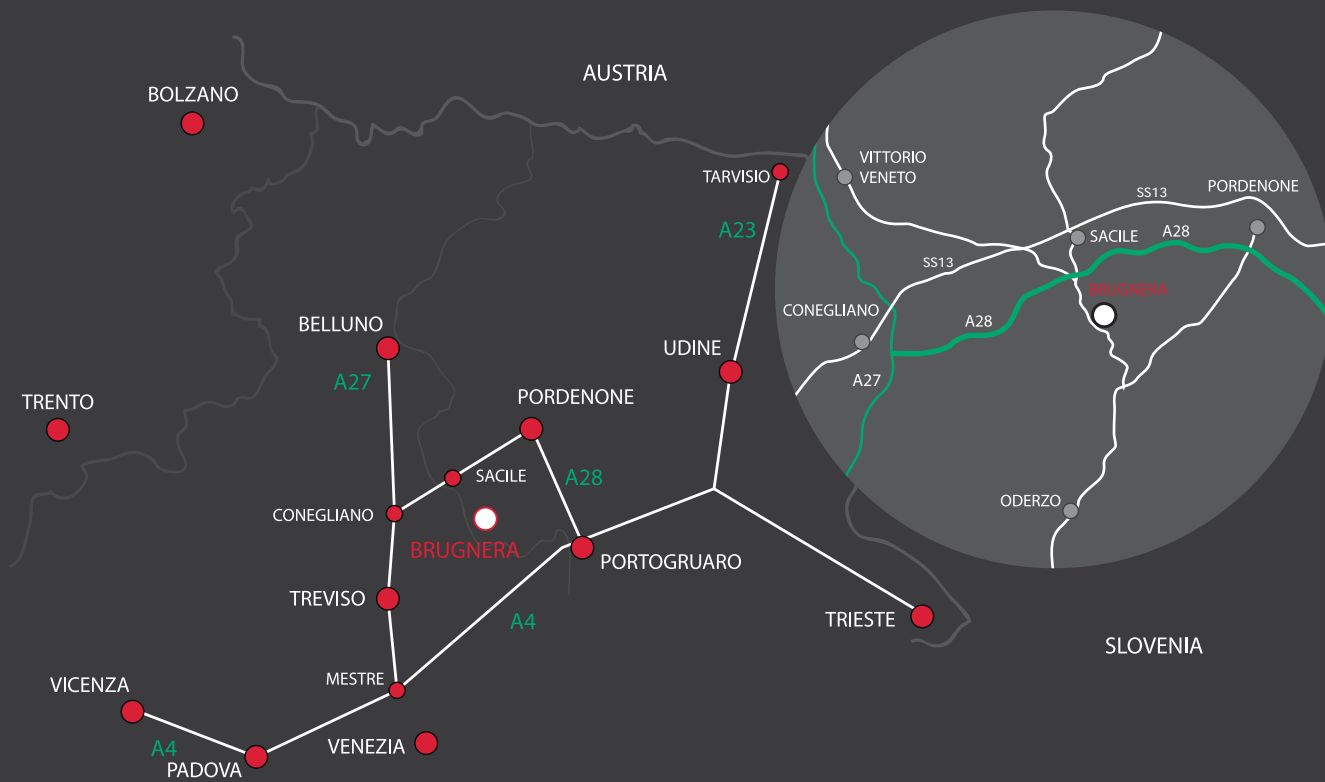 AUSTRIA
BOLZANO
TARVISIO
A23
BELLUNO
A27
UDINE
TRENTO
PORDENONE
SACILE
A28
CONEGLIANO
BRUGNERA
PORTOGRUARO
TREVISO
A4
TRIESTE
SLOVENIA
MESTRE
VICENZA
A4
PADOVA
VENEZIA
VITTORIO
VENETO
SS13
PORDENONE
SACILE
A28
SS13
BRUGNERA
CONEGLIANO
A28
A27
ODERZO